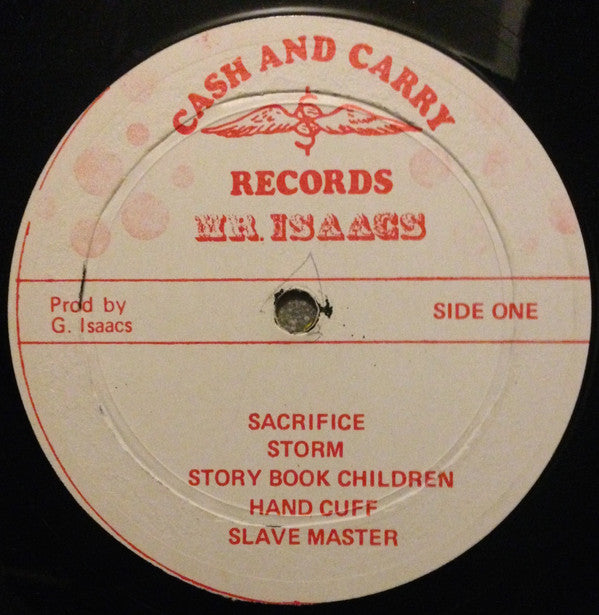 CASH AND CARRY
RECORDS
MR. ISAACS
Prod by
G. Isaacs
SIDE ONE
SACRIFICE
STORM
STORY BOOK CHILDREN
HAND CUFF
SLAVE MASTER